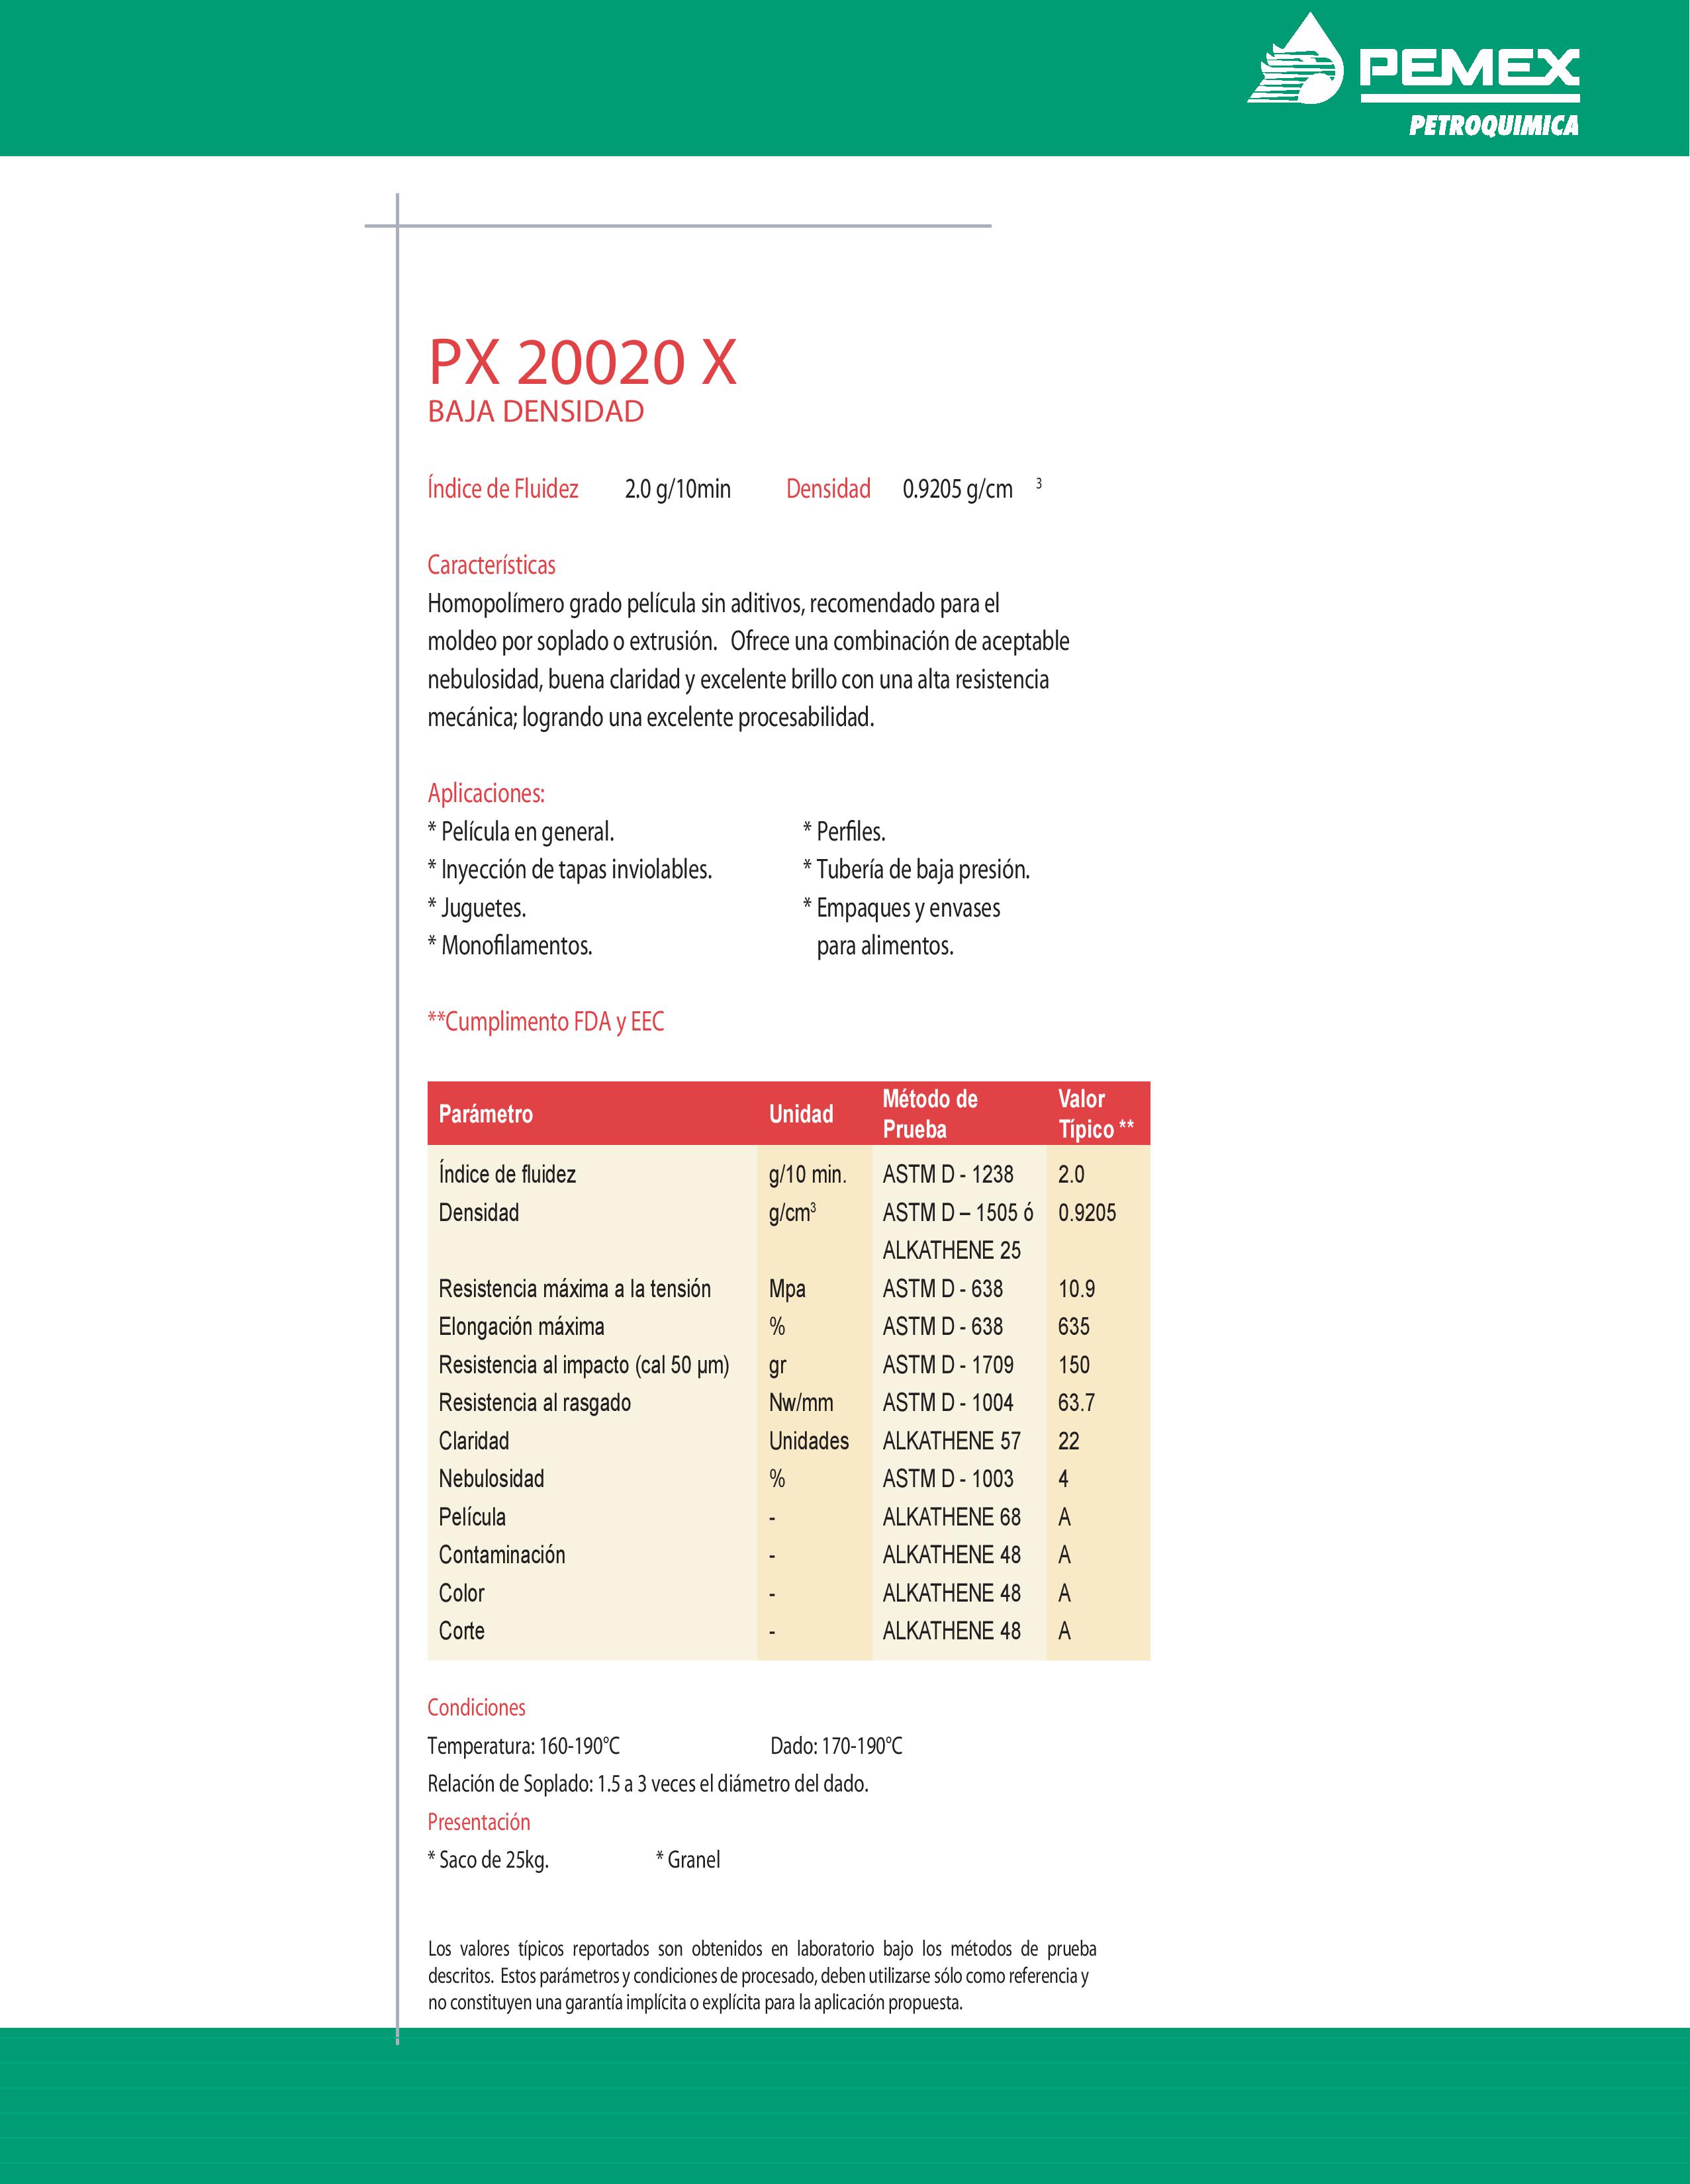 PEMEX
PETROQUIMICA
PX 20020 X
BAJA DENSIDAD
Índice de Fluidez 2.0 g/10min Densidad 0.9205 g/cm 3
Características
Homopolímero grado película sin aditivos, recomendado para el
moldeo por soplado o extrusión. Ofrece una combinación de aceptable
nebulosidad, buena claridad y excelente brillo con una alta resistencia
mecánica; logrando una excelente procesabilidad.
Aplicaciones:
* Película en general. * Perfiles.
* Inyección de tapas inviolables. * Tubería de baja presión.
* Juguetes. * Empaques y envases
* Monofilamentos. para alimentos.
**Cumplimento FDA y EEC
Parámetro Unidad Método de Prueba Valor Típico **
Índice de fluidez g/10 min. ASTM D - 1238 2.0
Densidad g/cm³ ASTM D – 1505 ó 0.9205
ALKATHENE 25
Resistencia máxima a la tensión Mpa ASTM D - 638 10.9
Elongación máxima % ASTM D - 638 635
Resistencia al impacto (cal 50 µm) gr ASTM D - 1709 150
Resistencia al rasgado Nw/mm ASTM D - 1004 63.7
Claridad Unidades ALKATHENE 57 22
Nebulosidad % ASTM D - 1003 4
Película - ALKATHENE 68 A
Contaminación - ALKATHENE 48 A
Color - ALKATHENE 48 A
Corte - ALKATHENE 48 A
Condiciones
Temperatura: 160-190°C Dado: 170-190°C
Relación de Soplado: 1.5 a 3 veces el diámetro del dado.
Presentación
* Saco de 25kg. * Granel
Los valores típicos reportados son obtenidos en laboratorio bajo los métodos de prueba
descritos. Estos parámetros y condiciones de procesado, deben utilizarse sólo como referencia y
no constituyen una garantía implícita o explícita para la aplicación propuesta.